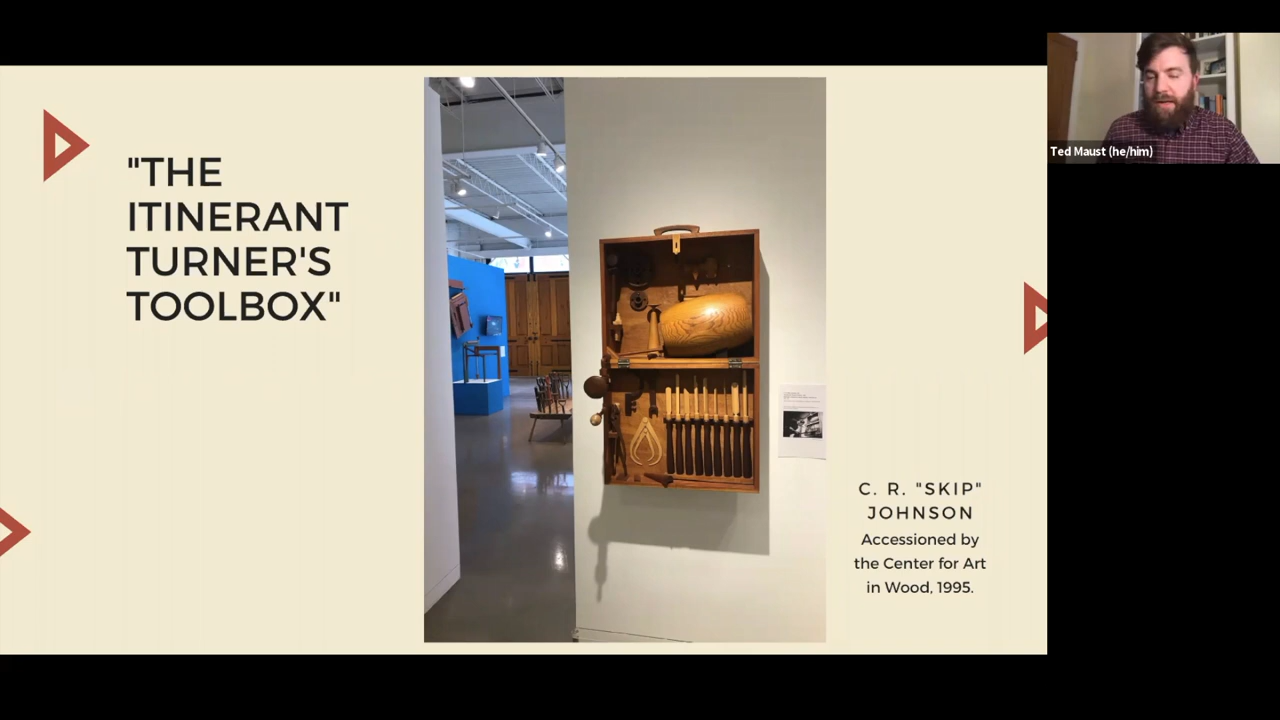 "THE
ITINERANT
TURNER'S
TOOLBOX"
C. R. "SKIP"
JOHNSON
Accessioned by
the Center for Art
in Wood, 1995.
Ted Maust (he/him)